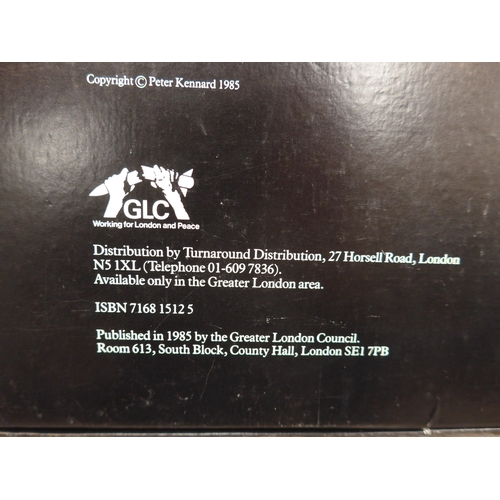 Copyright © Peter Kennard 1985
GLC
Working for London and Peace
Distribution by Turnaround Distribution, 27 Horsell Road, London
N5 1XL (Telephone 01-609 7836).
Available only in the Greater London area.
ISBN 7168 1512 5
Published in 1985 by the Greater London Council.
Room 613, South Block, County Hall, London SE1 7PB